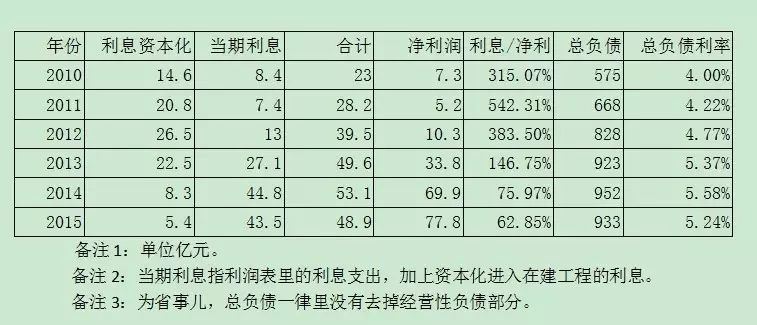 年份 利息资本化 当期利息 合计 净利润 利息/净利 总负债 总负债利率
2010 14.6 8.4 23 7.3 315.07% 575 4.00%
2011 20.8 7.4 28.2 5.2 542.31% 668 4.22%
2012 26.5 13 39.5 10.3 383.50% 828 4.77%
2013 22.5 27.1 49.6 33.8 146.75% 923 5.37%
2014 8.3 44.8 53.1 69.9 75.97% 952 5.58%
2015 5.4 43.5 48.9 77.8 62.85% 933 5.24%
备注1：单位亿元。
备注2：当期利息指利润表里的利息支出，加上资本化进入在建工程的利息。
备注3：为省事儿，总负债一律里没有去掉经营性负债部分。